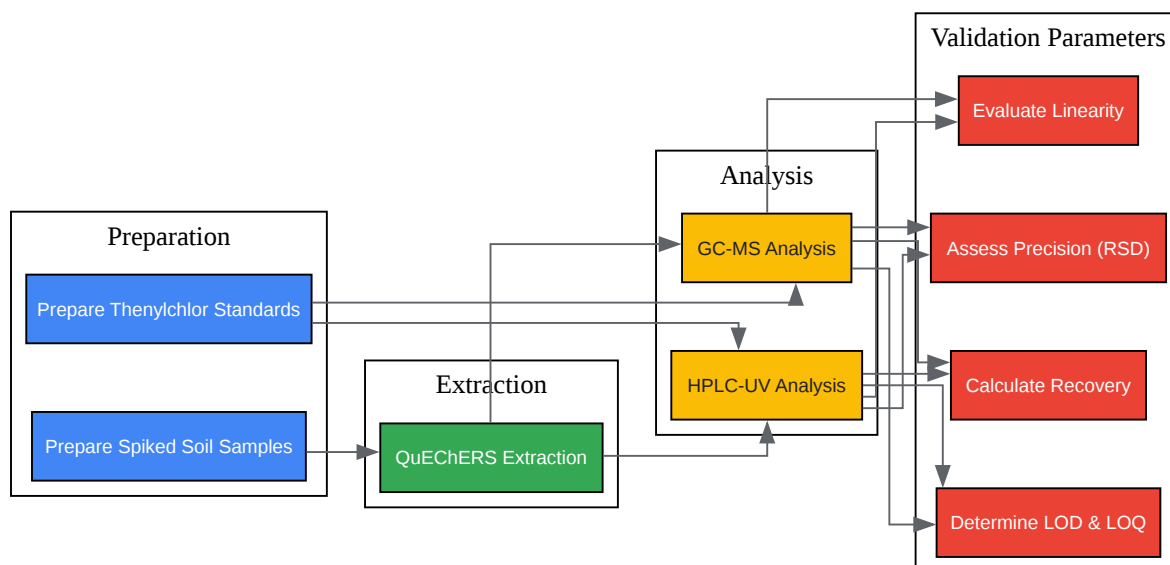 Preparation
Prepare Thenylchlor Standards
Prepare Spiked Soil Samples
Extraction
QuEChERS Extraction
Analysis
GC-MS Analysis
HPLC-UV Analysis
Validation Parameters
Evaluate Linearity
Assess Precision (RSD)
Calculate Recovery
Determine LOD & LOQ